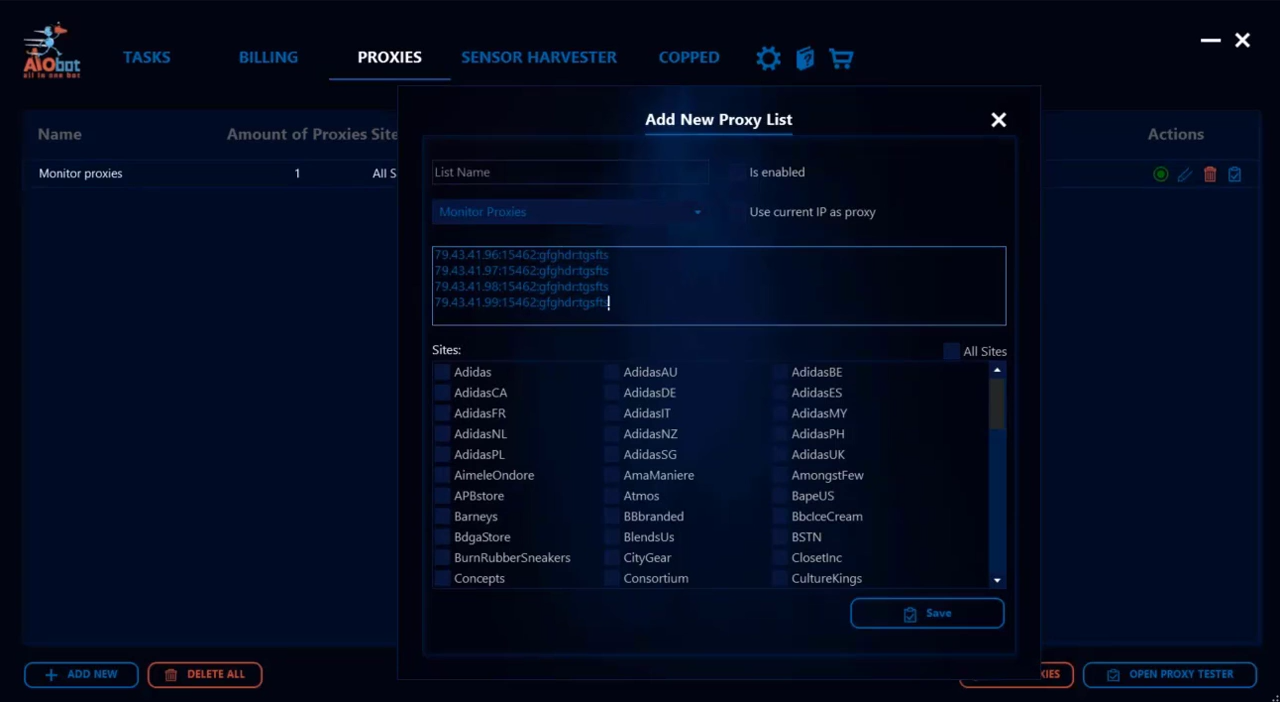 AIObot
all in one bot
TASKS BILLING PROXIES SENSOR HARVESTER COPPED
Add New Proxy List
Name Amount of Proxies Site Actions
Monitor proxies 1 All S
List Name Is enabled
Monitor Proxies Use current IP as proxy
79.43.41.96:15462:gfghdr:tgsfts
79.43.41.97:15462:gfghdr:tgsfts
79.43.41.98:15462:gfghdr:tgsfts
79.43.41.99:15462:gfghdr:tgsfts
Sites: All Sites
Adidas AdidasAU AdidasBE
AdidasCA AdidasDE AdidasES
AdidasFR AdidasIT AdidasMY
AdidasNL AdidasNZ AdidasPH
AdidasPL AdidasSG AdidasUK
AimeleOndore AmaManiere AmongstFew
APBstore Atmos BapeUS
Barneys BBbranded BbcIceCream
BdgaStore BlendsUs BSTN
BurnRubberSneakers CityGear ClosetInc
Concepts Consortium CultureKings
Save
ADD NEW DELETE ALL IES OPEN PROXY TESTER